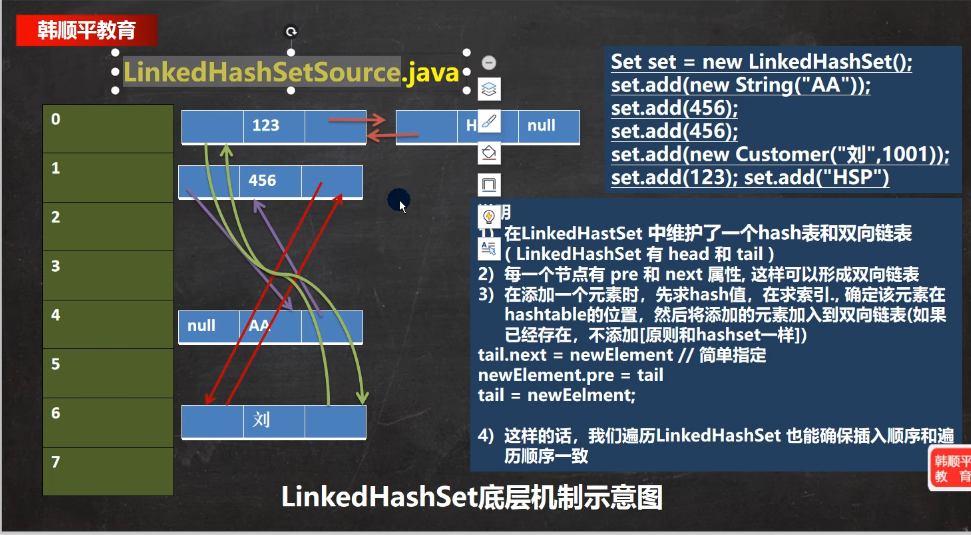 韩顺平教育
LinkedHashSetSource.java
Set set = new LinkedHashSet();
set.add(new String("AA"));
set.add(456);
set.add(456);
set.add(new Customer("刘",1001));
set.add(123); set.add("HSP")
0
123
H
null
1
456
2
3
4
null
AA
5
6
刘
7
明
1) 在LinkedHastSet 中维护了一个hash表和双向链表
( LinkedHashSet 有 head 和 tail )
2) 每一个节点有 pre 和 next 属性, 这样可以形成双向链表
3) 在添加一个元素时，先求hash值，在求索引., 确定该元素在
hashtable的位置，然后将添加的元素加入到双向链表(如果
已经存在，不添加[原则和hashset一样])
tail.next = newElement // 简单指定
newElement.pre = tail
tail = newEelment;
4) 这样的话，我们遍历LinkedHashSet 也能确保插入顺序和遍
历顺序一致
韩顺平
教 育
LinkedHashSet底层机制示意图